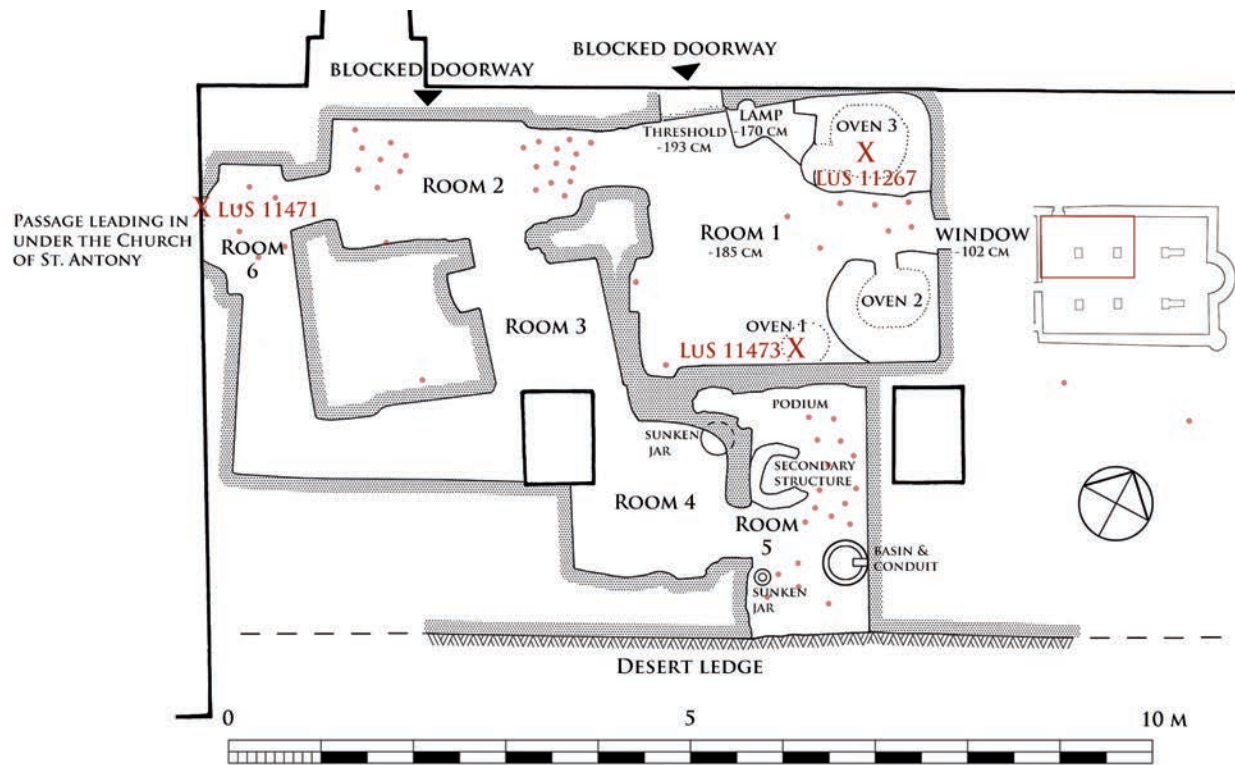 BLOCKED DOORWAY
BLOCKED DOORWAY
LAMP
-170 CM
THRESHOLD
-193 CM
OVEN 3
X
LUS 11267
ROOM 2
X LUS 11471
PASSAGE LEADING IN
UNDER THE CHURCH
OF ST. ANTONY
ROOM
6
ROOM 1
-185 CM
WINDOW
-102 CM
OVEN 2
ROOM 3
OVEN 1
LUS 11473 X
PODIUM
SUNKEN
JAR
SECONDARY
STRUCTURE
ROOM 4
ROOM
5
BASIN &
CONDUIT
SUNKEN
JAR
DESERT LEDGE
0 5 10 M